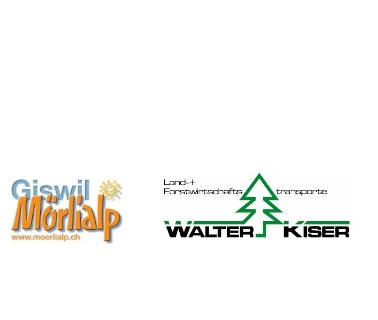 Giswil
Mörlialp
www.moerlialp.ch
Land-+
Forstwirtschafts transporte
WALTER KISER